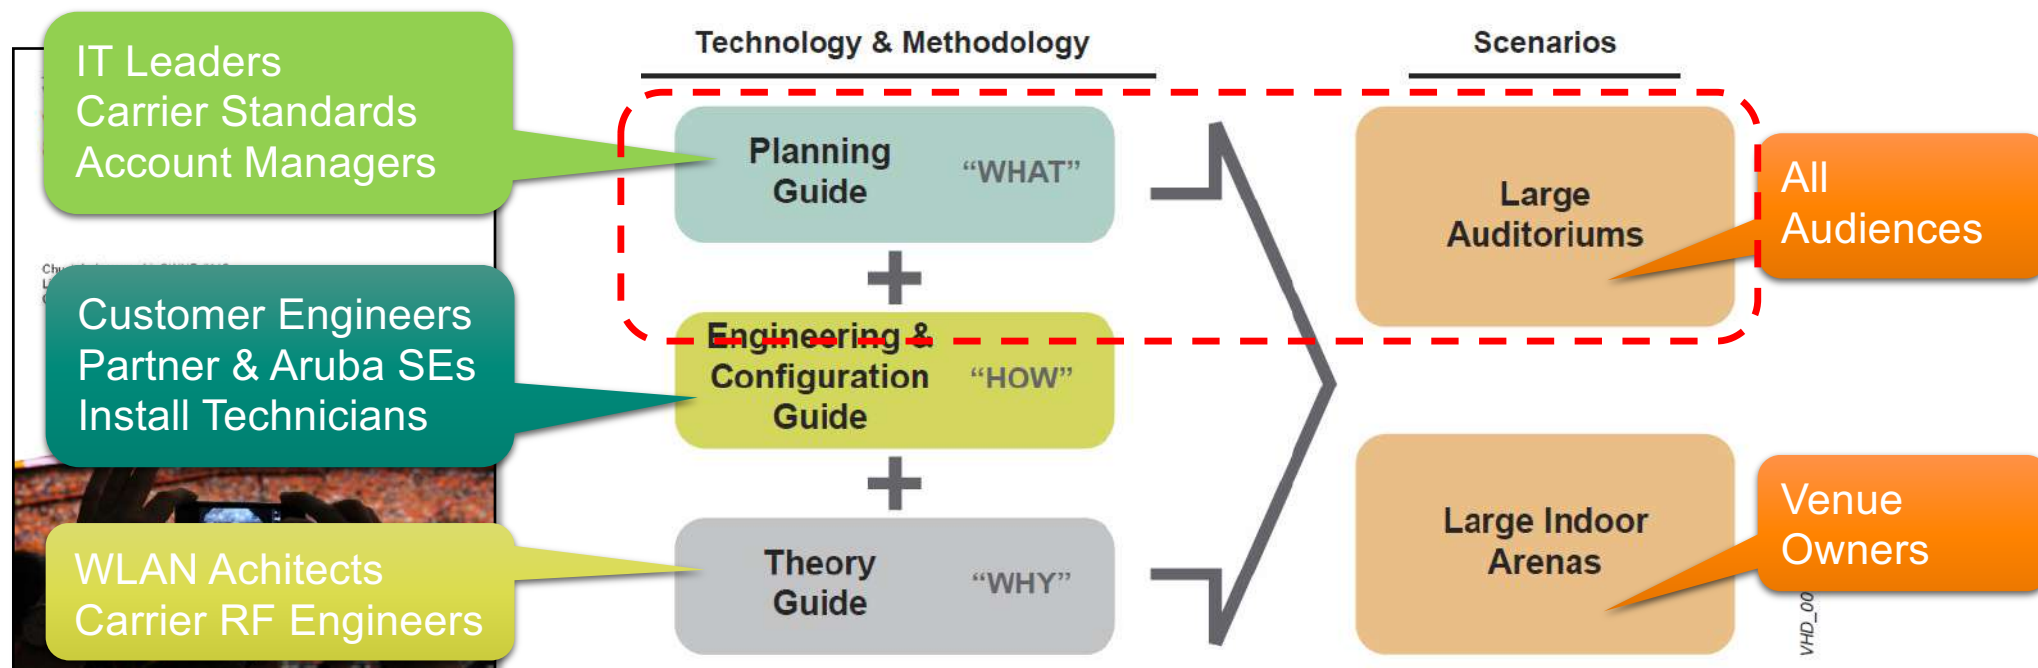 IT Leaders
Carrier Standards
Account Managers
Customer Engineers
Partner & Aruba SEs
Install Technicians
WLAN Achitects
Carrier RF Engineers
Technology & Methodology
Planning
Guide
“WHAT”
Engineering &
Configuration
Guide
“HOW”
Theory
Guide
“WHY”
Scenarios
Large
Auditoriums
Large Indoor
Arenas
All
Audiences
Venue
Owners
VHD_00